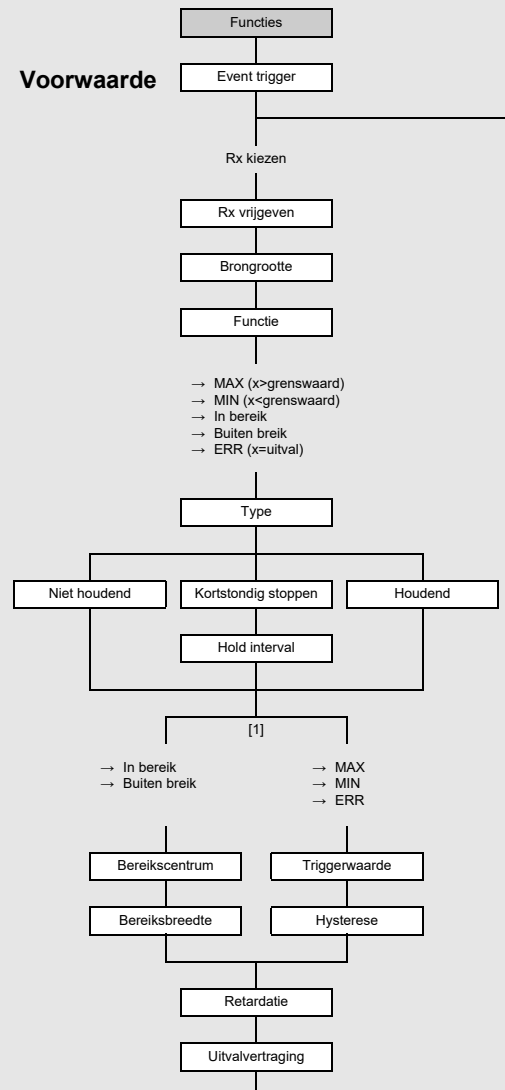 Functies
Voorwaarde
Event trigger
Rx kiezen
Rx vrijgeven
Brongrootte
Functie
→ MAX (x>grenswaard)
→ MIN (x<grenswaard)
→ In bereik
→ Buiten breik
→ ERR (x=uitval)
Type
Niet houdend
Kortstondig stoppen
Houdend
Hold interval
[1]
→ In bereik
→ Buiten breik
→ MAX
→ MIN
→ ERR
Bereikscentrum
Triggerwaarde
Bereiksbreedte
Hysterese
Retardatie
Uitvalvertraging